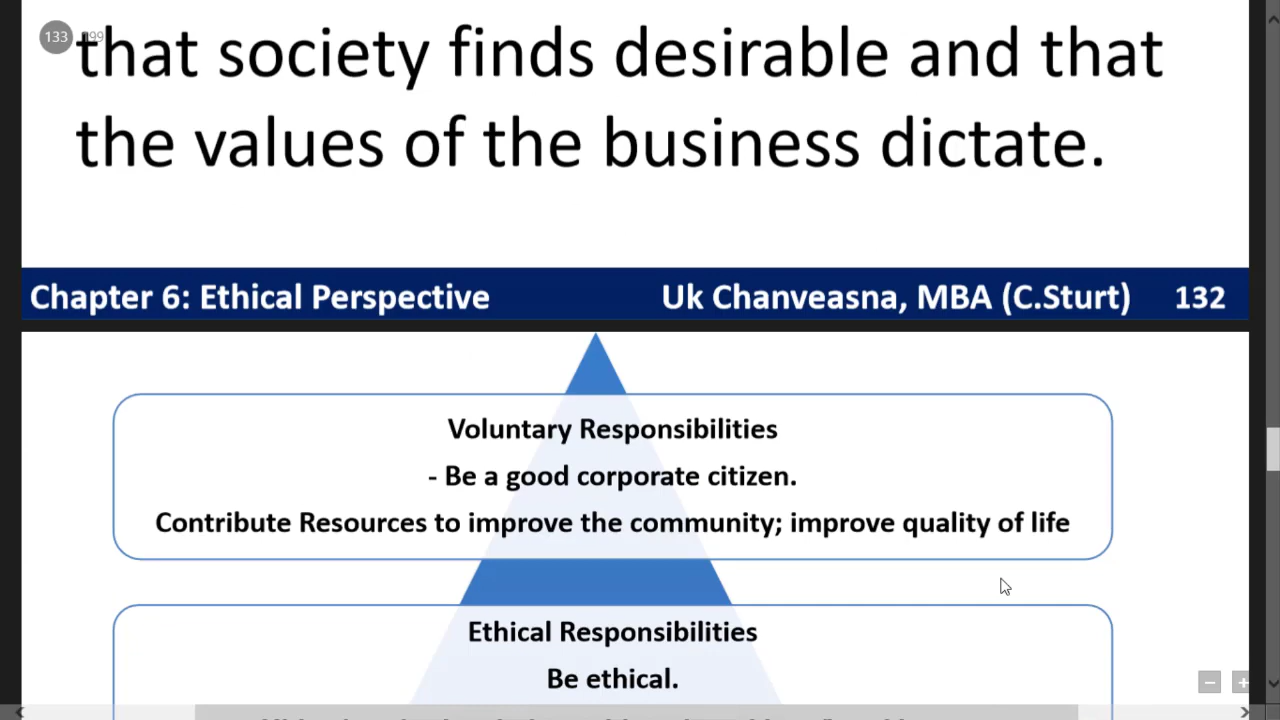 133 299
that society finds desirable and that
the values of the business dictate.
Chapter 6: Ethical Perspective Uk Chanveasna, MBA (C.Sturt) 132
Voluntary Responsibilities
- Be a good corporate citizen.
Contribute Resources to improve the community; improve quality of life
Ethical Responsibilities
Be ethical.